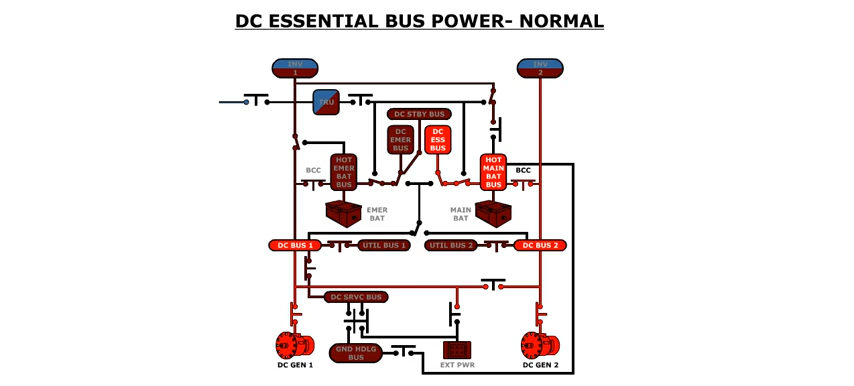 DC ESSENTIAL BUS POWER- NORMAL
INV
1
INV
2
TRU
DC STBY BUS
DC
EMER
BUS
DC
ESS
BUS
HOT
EMER
BAT
BUS
HOT
MAIN
BAT
BUS
BCC
BCC
EMER
BAT
MAIN
BAT
DC BUS 1
UTIL BUS 1
UTIL BUS 2
DC BUS 2
DC SRVC BUS
GND HDLG
BUS
DC GEN 1
EXT PWR
DC GEN 2